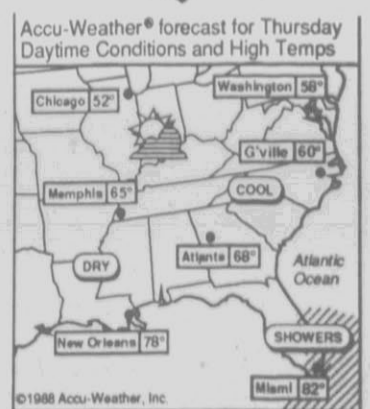 Accu-Weather® forecast for Thursday
Daytime Conditions and High Temps
Washington 58°
Chicago 52°
G'ville 60°
Memphis 65°
COOL
Atlanta 68°
DRY
Atlantic
Ocean
SHOWERS
New Orleans 78°
Miami 82°
©1988 Accu-Weather, Inc.